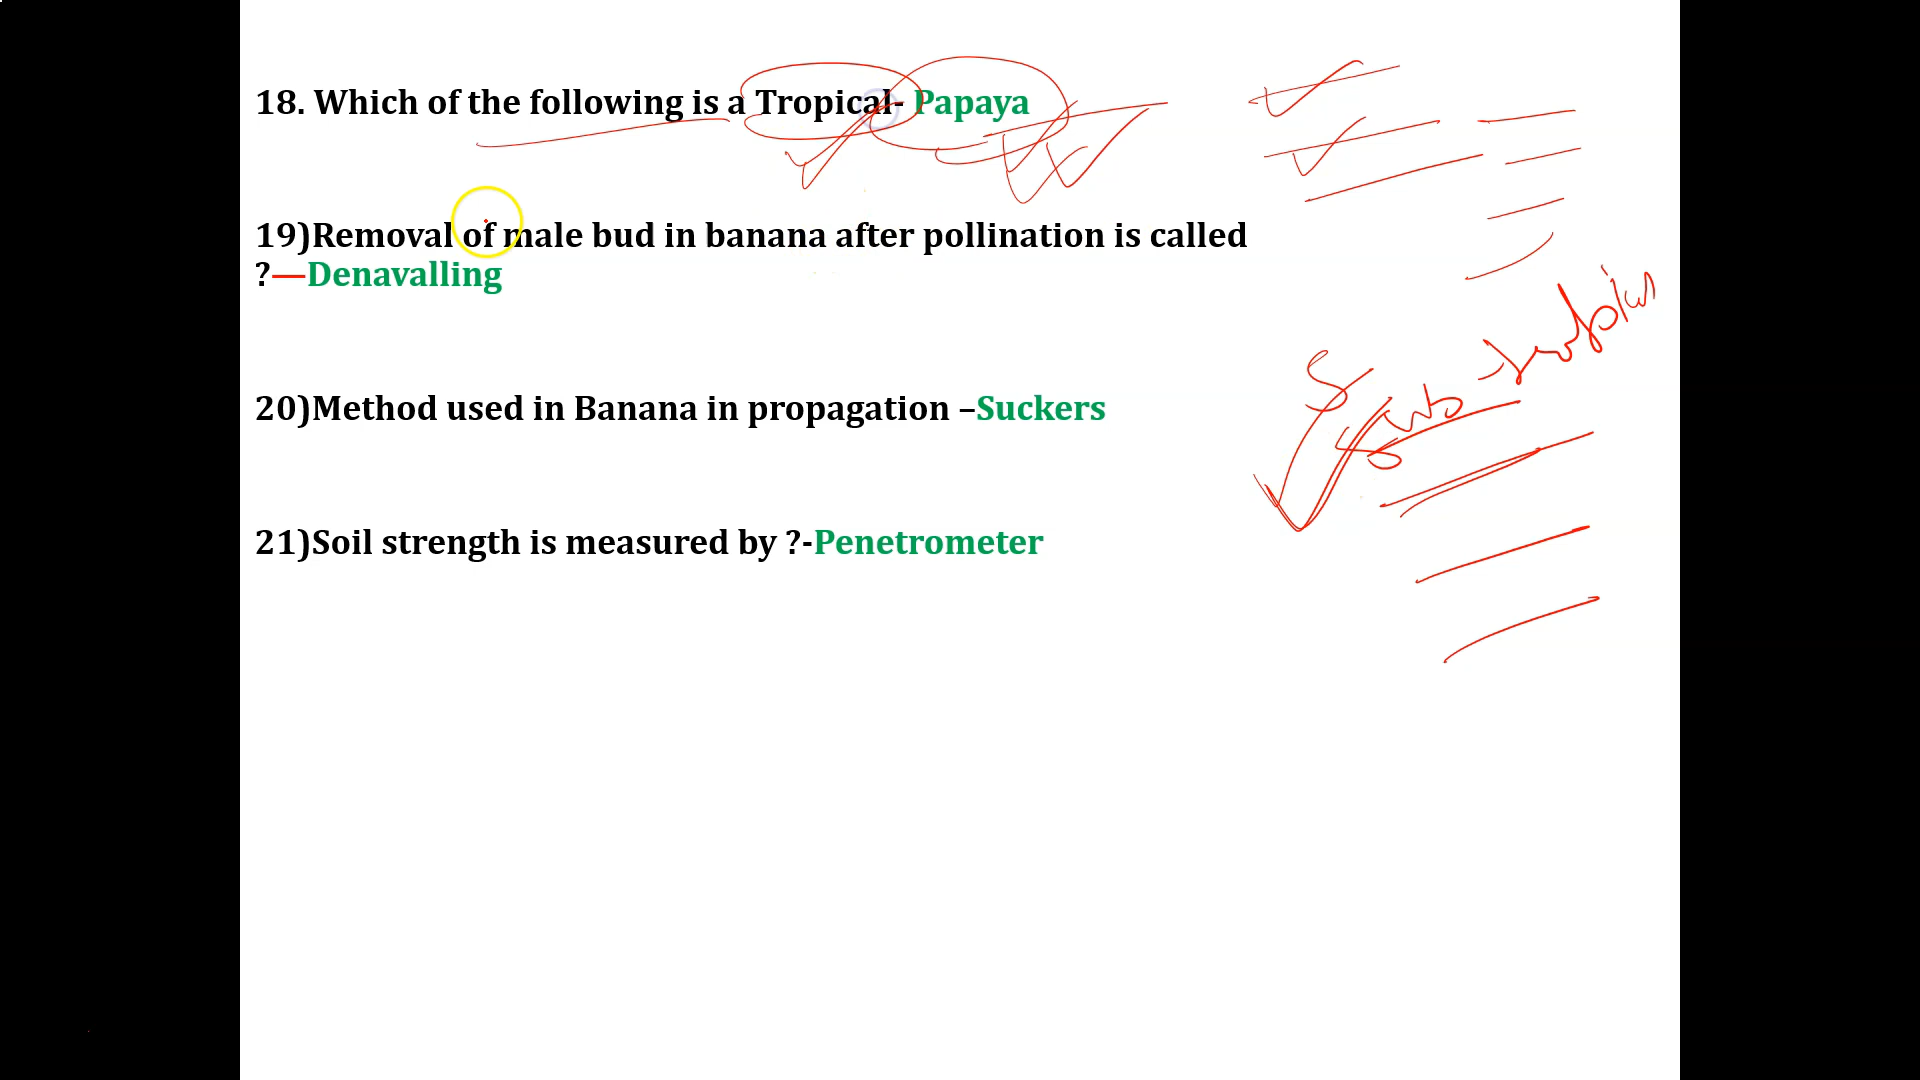 18. Which of the following is a Tropical- Papaya
19)Removal of male bud in banana after pollination is called
?—Denavalling
20)Method used in Banana in propagation –Suckers
21)Soil strength is measured by ?-Penetrometer
S